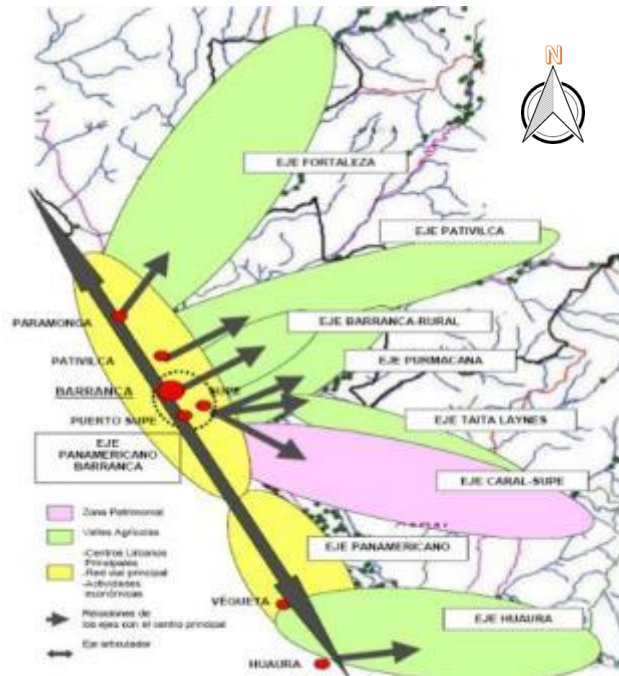 N
EJE FORTALEZA
EJE PATIVILCA
PARAMONGA
EJE BARRANCA-RURAL
PATIVILCA
EJE PURMACANA
BARRANCA
SUPE
PUERTO SUPE
EJE TAITA LAYNES
EJE
PANAMERICANO
BARRANCA
EJE CARAL-SUPE
Zona Patrimonial
Valles Agrícolas
-Centros Urbanos
Principales
-Red vial principal
-Actividades
económicas
EJE PANAMERICANO
VÉGUETA
Relaciones de
los ejes con el centro principal
EJE HUAURA
Eje articulador
HUAURA